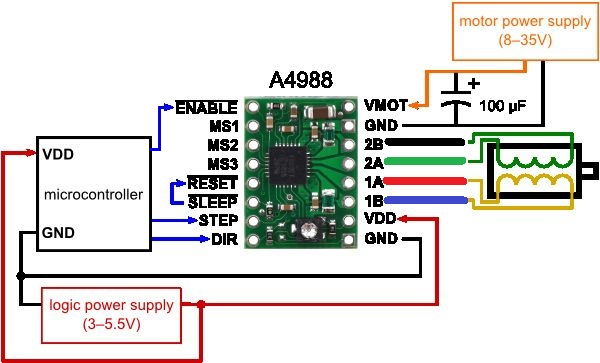 motor power supply
(8–35V)
A4988
ENABLE
MS1
MS2
MS3
RESET
SLEEP
STEP
DIR
VMOT
GND
2B
2A
1A
1B
VDD
GND
+
100 µF
VDD
microcontroller
GND
logic power supply
(3–5.5V)